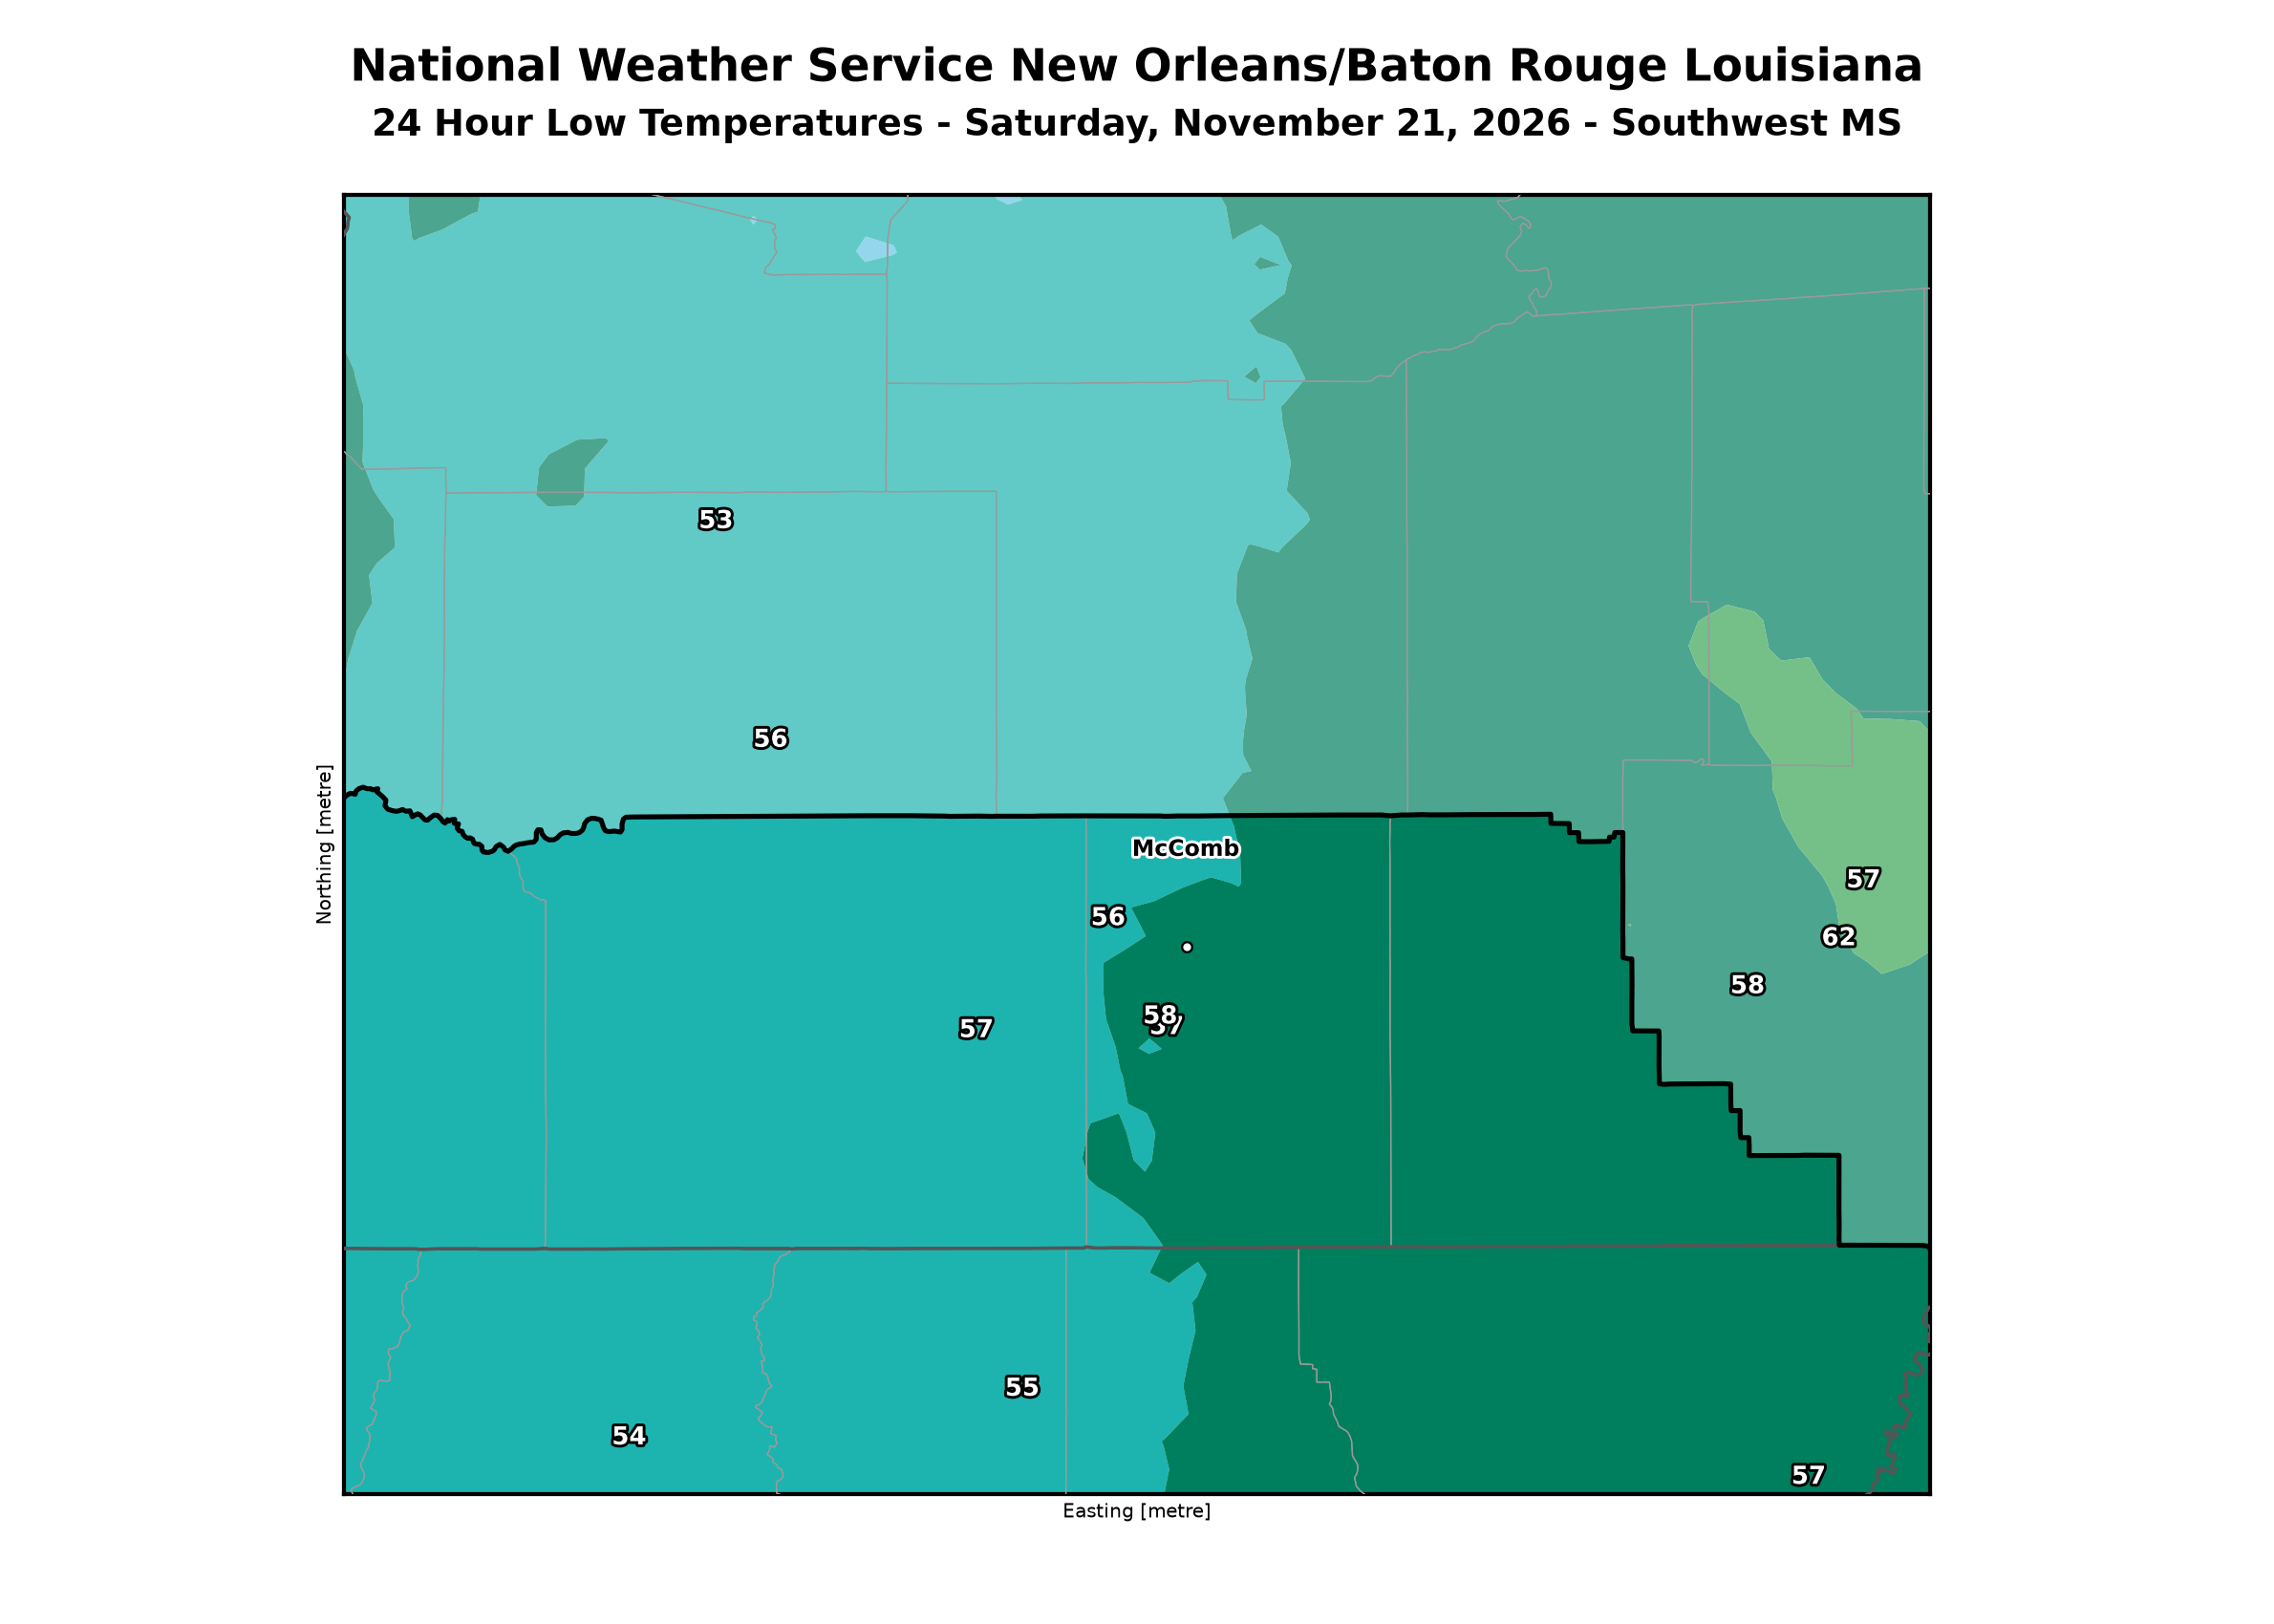 National Weather Service New Orleans/Baton Rouge Louisiana
24 Hour Low Temperatures - Saturday, November 21, 2026 - Southwest MS
53
56
McComb
57
56
62
58
58
57
57
55
54
57
Northing [metre]
Easting [metre]